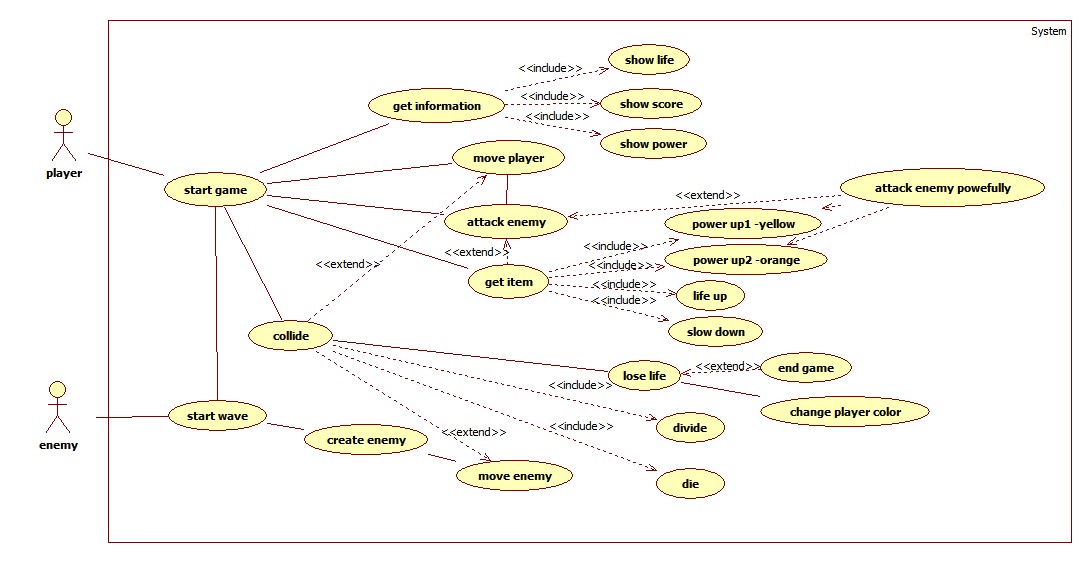 System
show life
<<include>>
get information
<<include>>
show score
<<include>>
show power
player
move player
start game
<<extend>>
attack enemy powefully
attack enemy
power up1 -yellow
<<extend>>
<<include>>
power up2 -orange
<<extend>>
<<include>>
get item
<<include>>
life up
<<include>>
slow down
collide
lose life
<<extend>>
end game
<<include>>
enemy
start wave
change player color
create enemy
<<extend>>
<<include>>
divide
move enemy
die